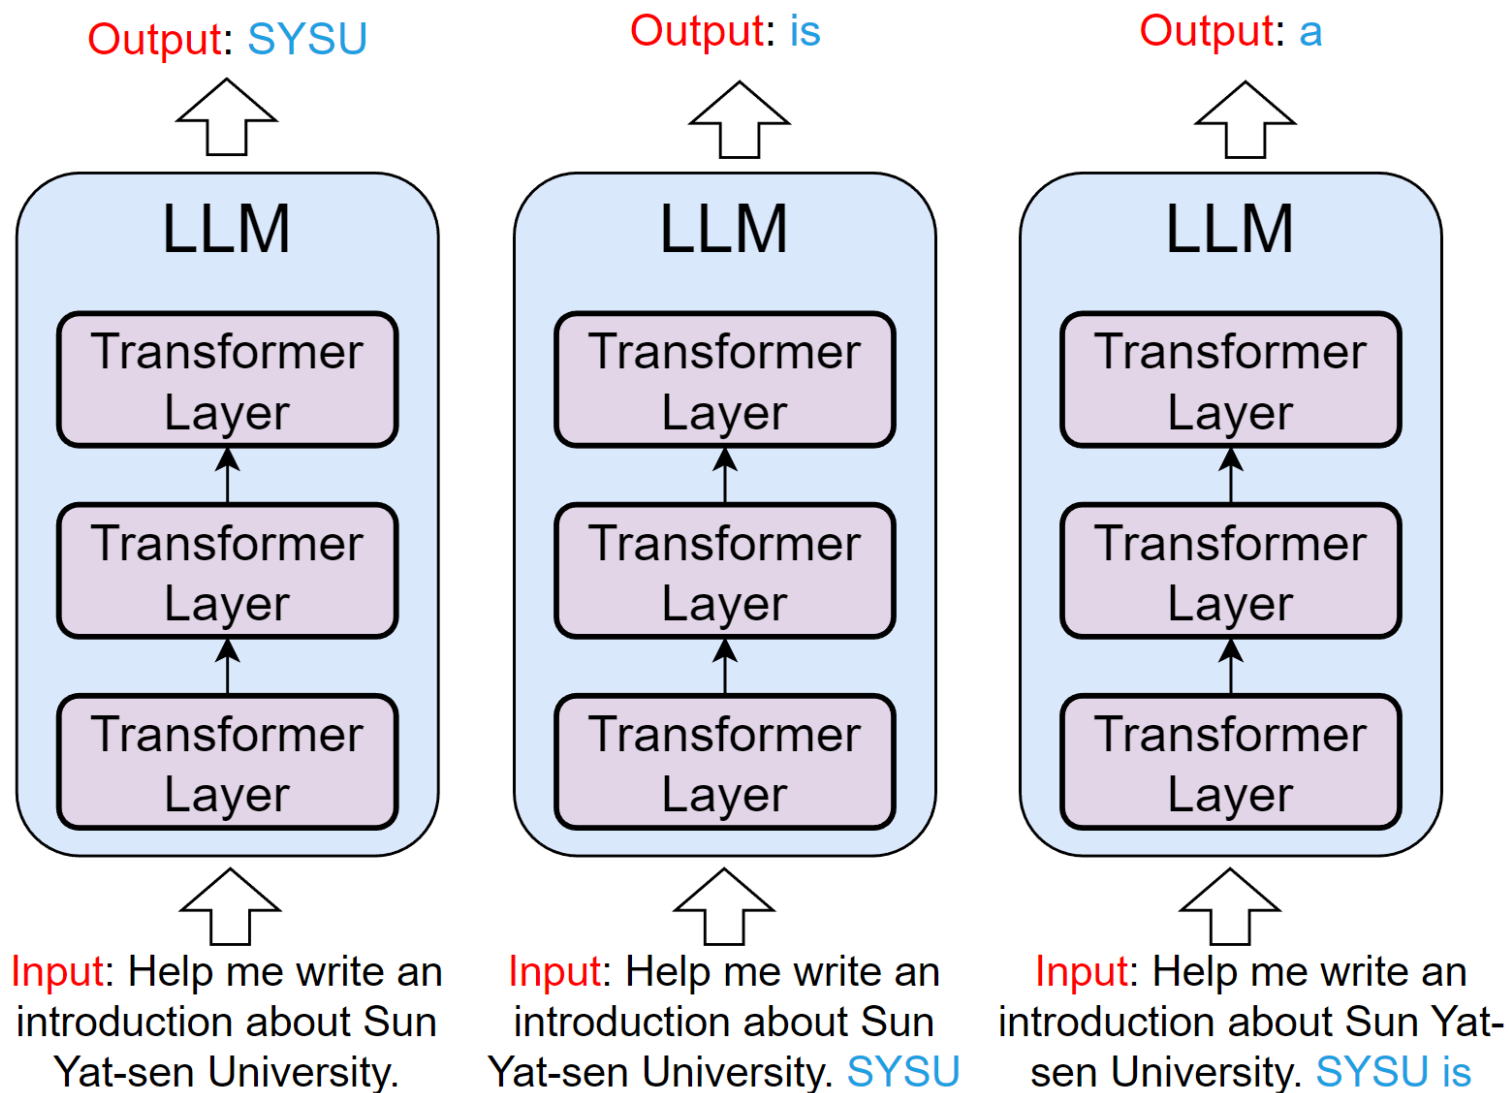 Output: SYSU
LLM
Transformer
Layer
Transformer
Layer
Transformer
Layer
Input: Help me write an
introduction about Sun
Yat-sen University.
Output: is
LLM
Transformer
Layer
Transformer
Layer
Transformer
Layer
Input: Help me write an
introduction about Sun
Yat-sen University. SYSU
Output: a
LLM
Transformer
Layer
Transformer
Layer
Transformer
Layer
Input: Help me write an
introduction about Sun Yat-
sen University. SYSU is